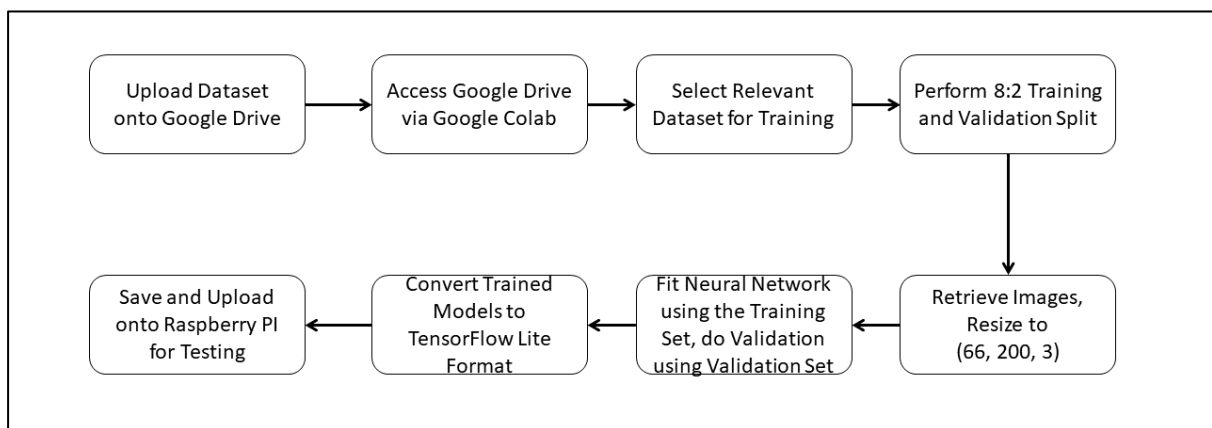 Upload Dataset
onto Google Drive
Access Google Drive
via Google Colab
Select Relevant
Dataset for Training
Perform 8:2 Training
and Validation Split
Retrieve Images,
Resize to
(66, 200, 3)
Fit Neural Network
using the Training
Set, do Validation
using Validation Set
Convert Trained
Models to
TensorFlow Lite
Format
Save and Upload
onto Raspberry PI
for Testing